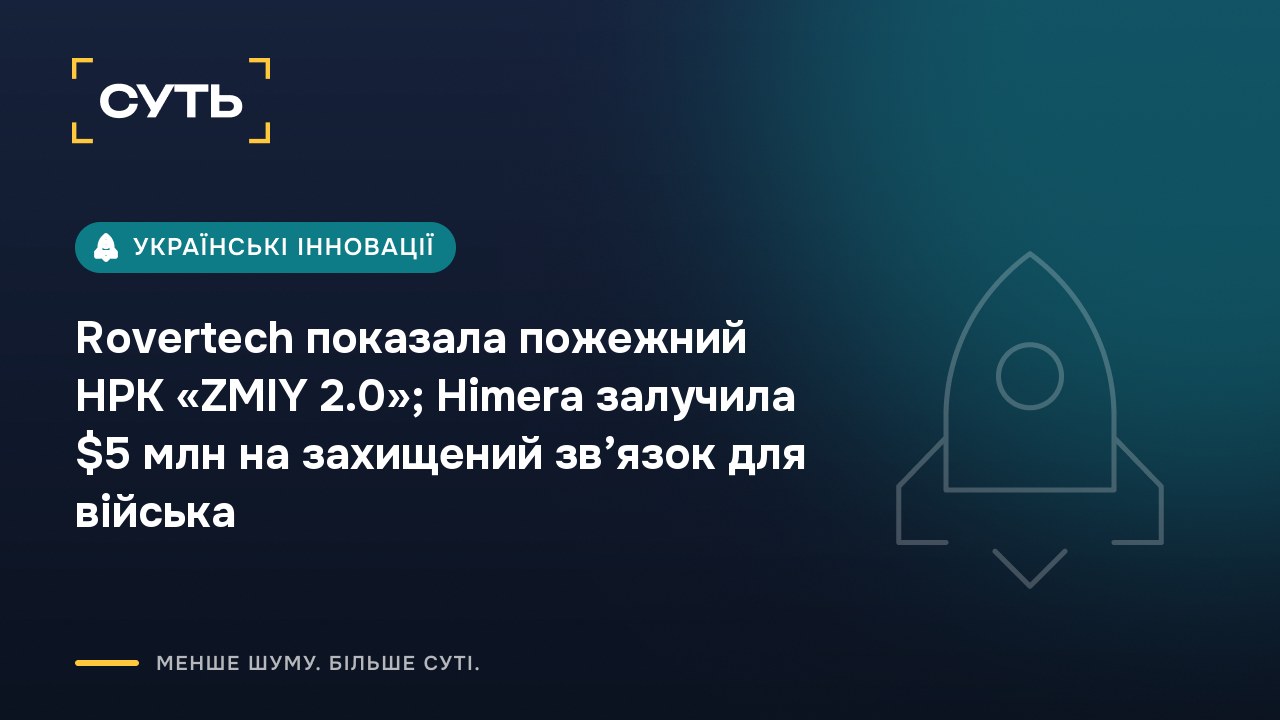 СУТЬ
УКРАЇНСЬКІ ІННОВАЦІЇ
Rovertech показала пожежний
НРК «ZMIY 2.0»; Himera залучила
$5 млн на захищений зв’язок для
війська
МЕНШЕ ШУМУ. БІЛЬШЕ СУТІ.